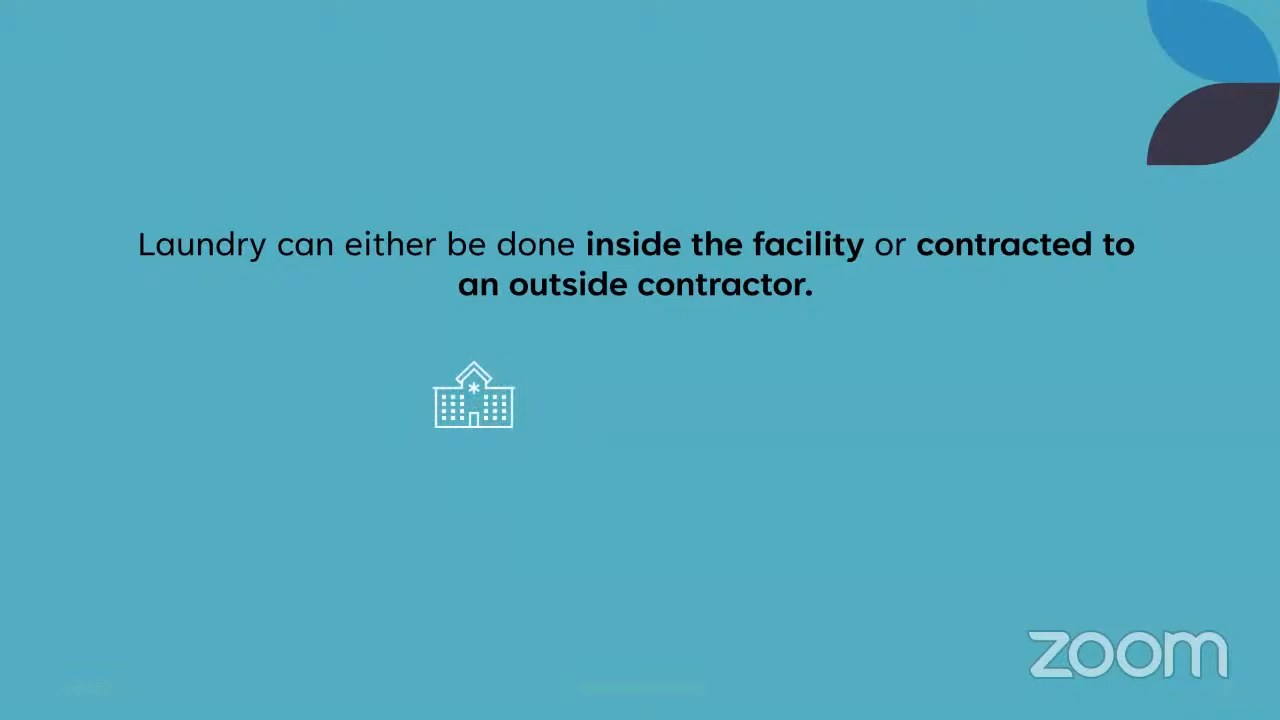 Laundry can either be done inside the facility or contracted to
an outside contractor.
zoom